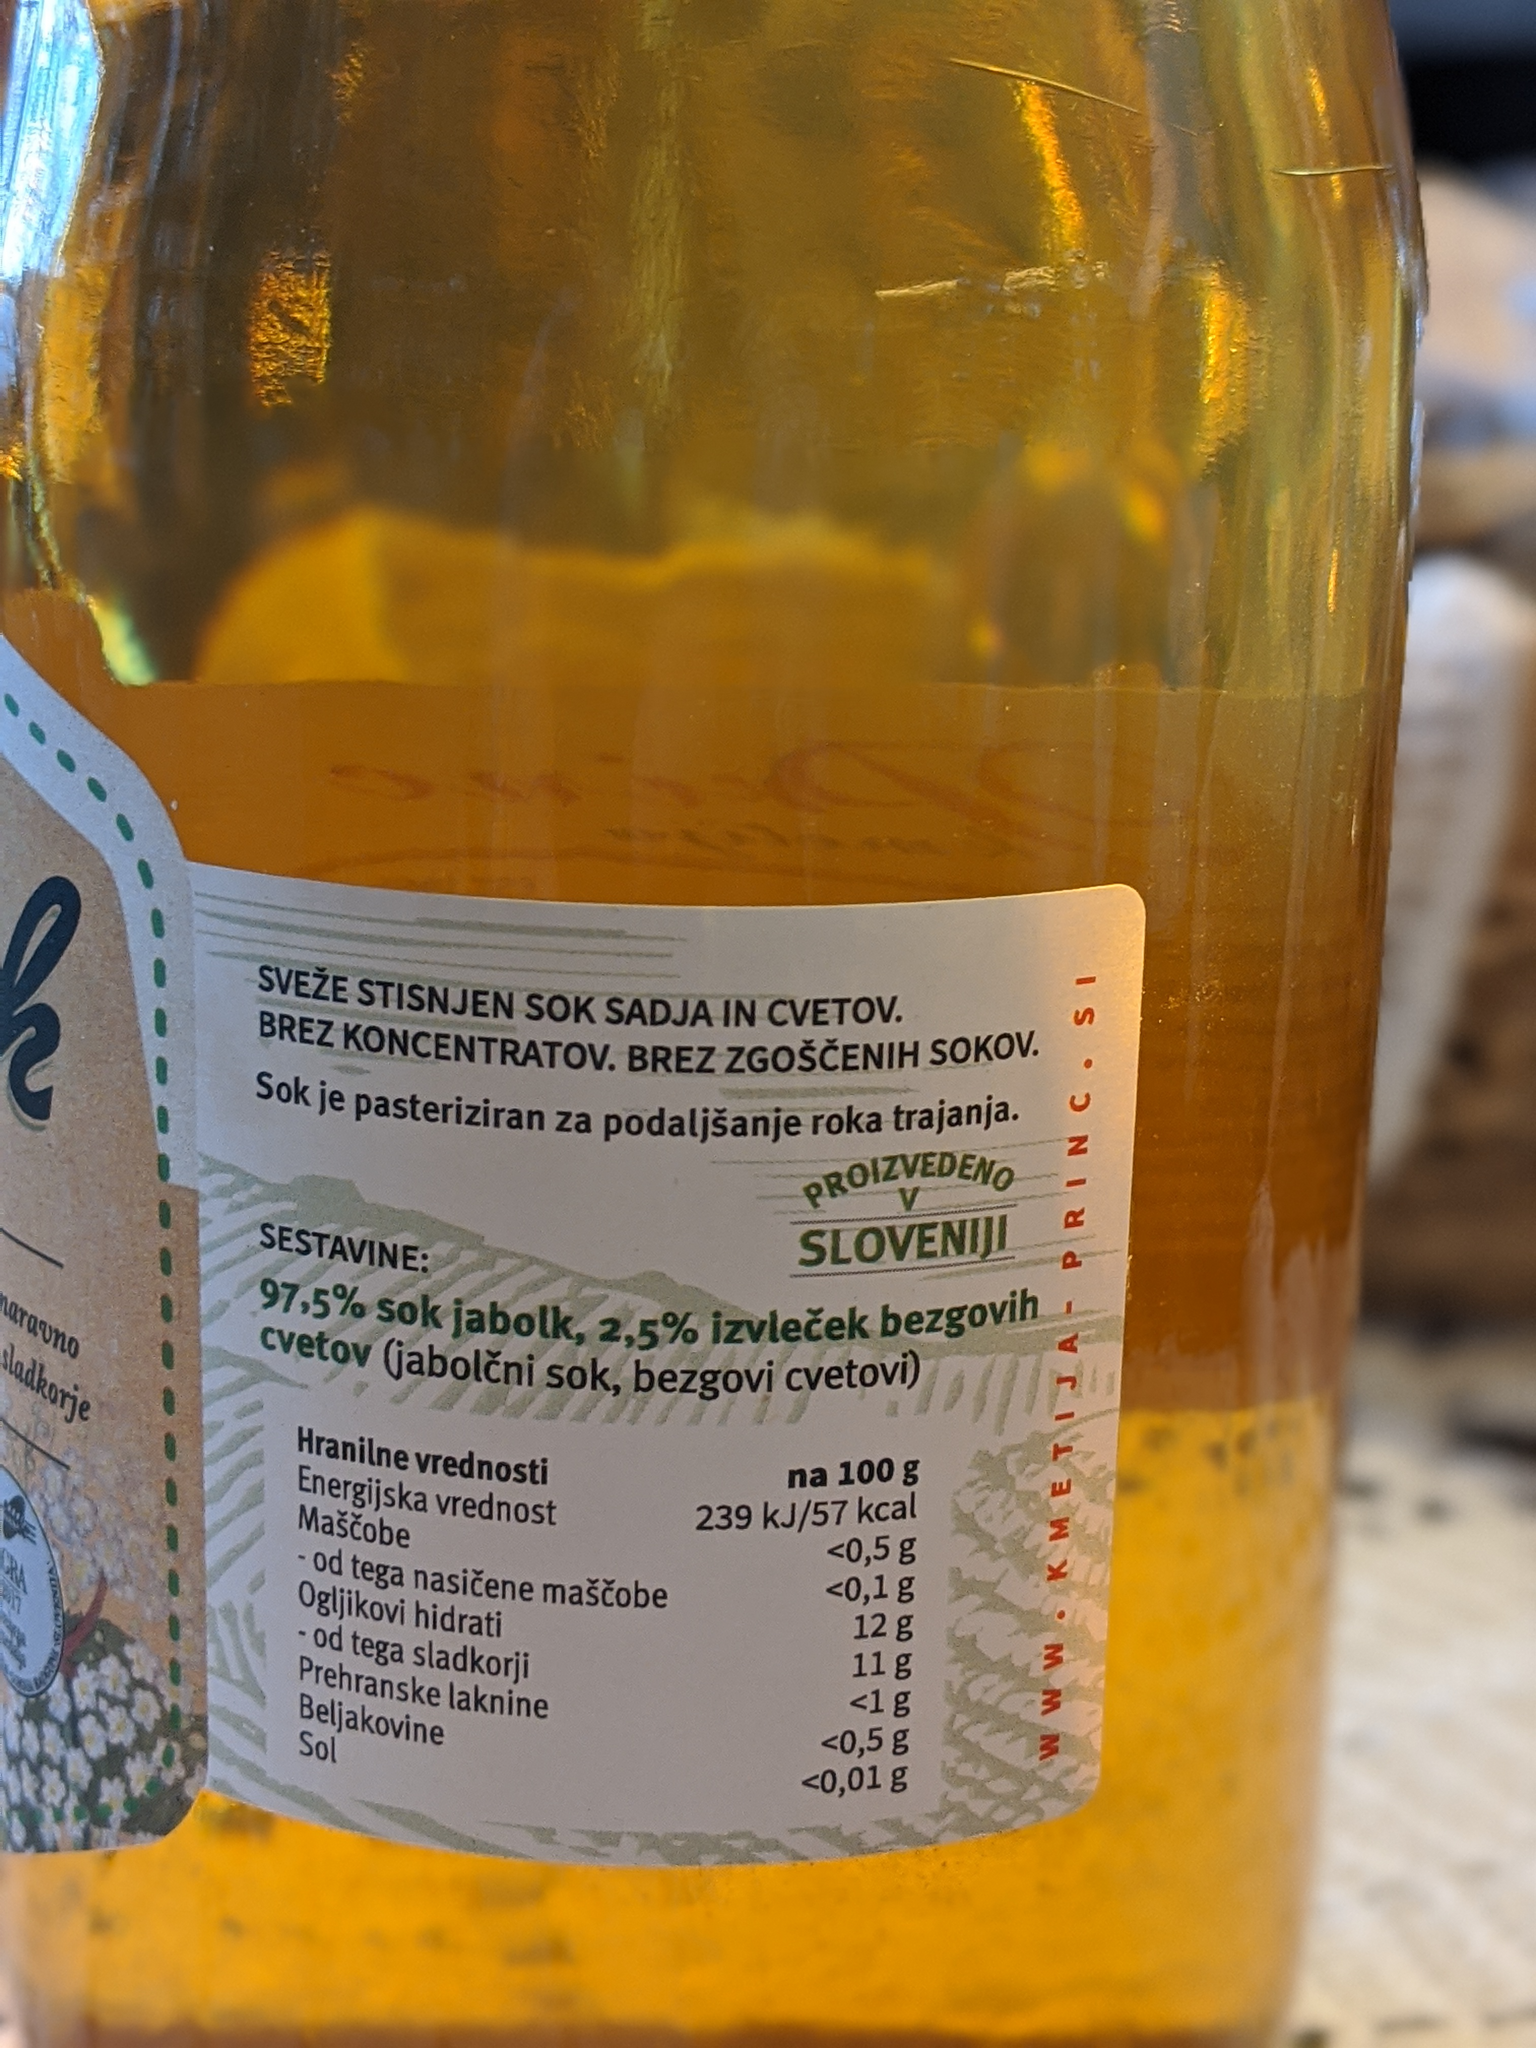 SVEŽE STISNJEN SOK SADJA IN CVETOV.
BREZ KONCENTRATOV. BREZ ZGOŠČENIH SOKOV.
Sok je pasteriziran za podaljšanje roka trajanja.
PROIZVEDENO
V
SLOVENIJI
SESTAVINE:
97,5% sok jabolk, 2,5% izvleček bezgovih
cvetov (jabolčni sok, bezgovi cvetovi)
Hranilne vrednosti na 100 g
Energijska vrednost 239 kJ/57 kcal
Maščobe <0,5 g
- od tega nasičene maščobe <0,1 g
Ogljikovi hidrati 12 g
- od tega sladkorji 11 g
Prehranske laknine <1 g
Beljakovine <0,5 g
Sol <0,01 g
WWW.KMETIJA-PRINC.SI
naravno
sladkorje